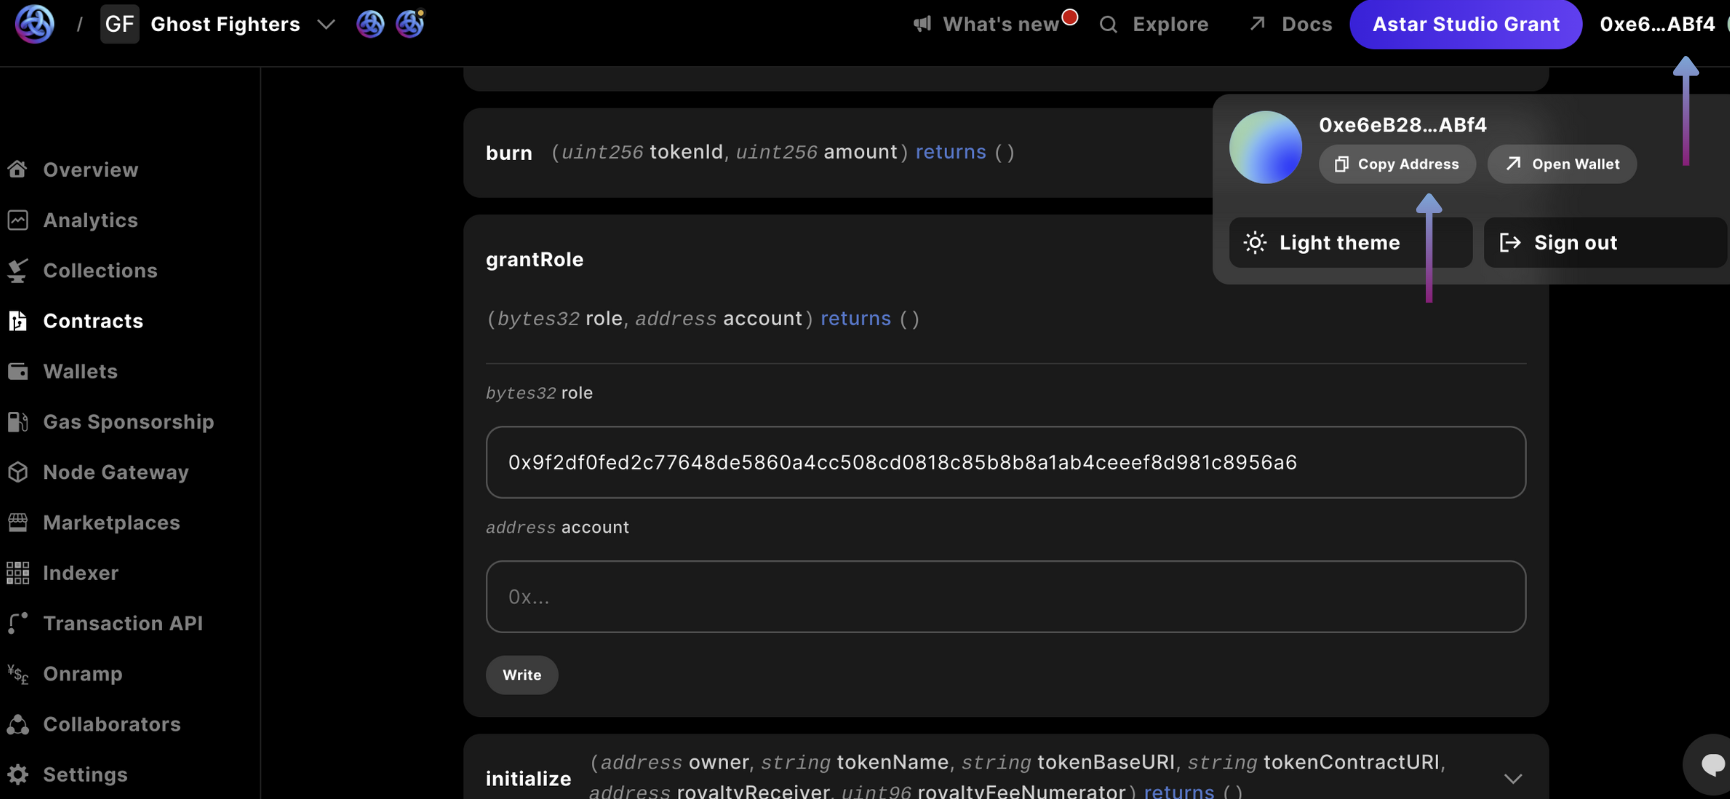 / GF Ghost Fighters
What's new
Explore
Docs
Astar Studio Grant
0xe6...ABf4
Overview
Analytics
Collections
Contracts
Wallets
Gas Sponsorship
Node Gateway
Marketplaces
Indexer
Transaction API
Onramp
Collaborators
Settings
burn (uint256 tokenId, uint256 amount) returns ()
0xe6eB28...ABf4
Copy Address
Open Wallet
Light theme
Sign out
grantRole
(bytes32 role, address account) returns ()
bytes32 role
0x9f2df0fed2c77648de5860a4cc508cd0818c85b8b8a1ab4ceeef8d981c8956a6
address account
0x...
Write
initialize
(address owner, string tokenName, string tokenBaseURI, string tokenContractURI,
address royaltyReceiver, uint96 royaltyFeeNumerator) returns ()